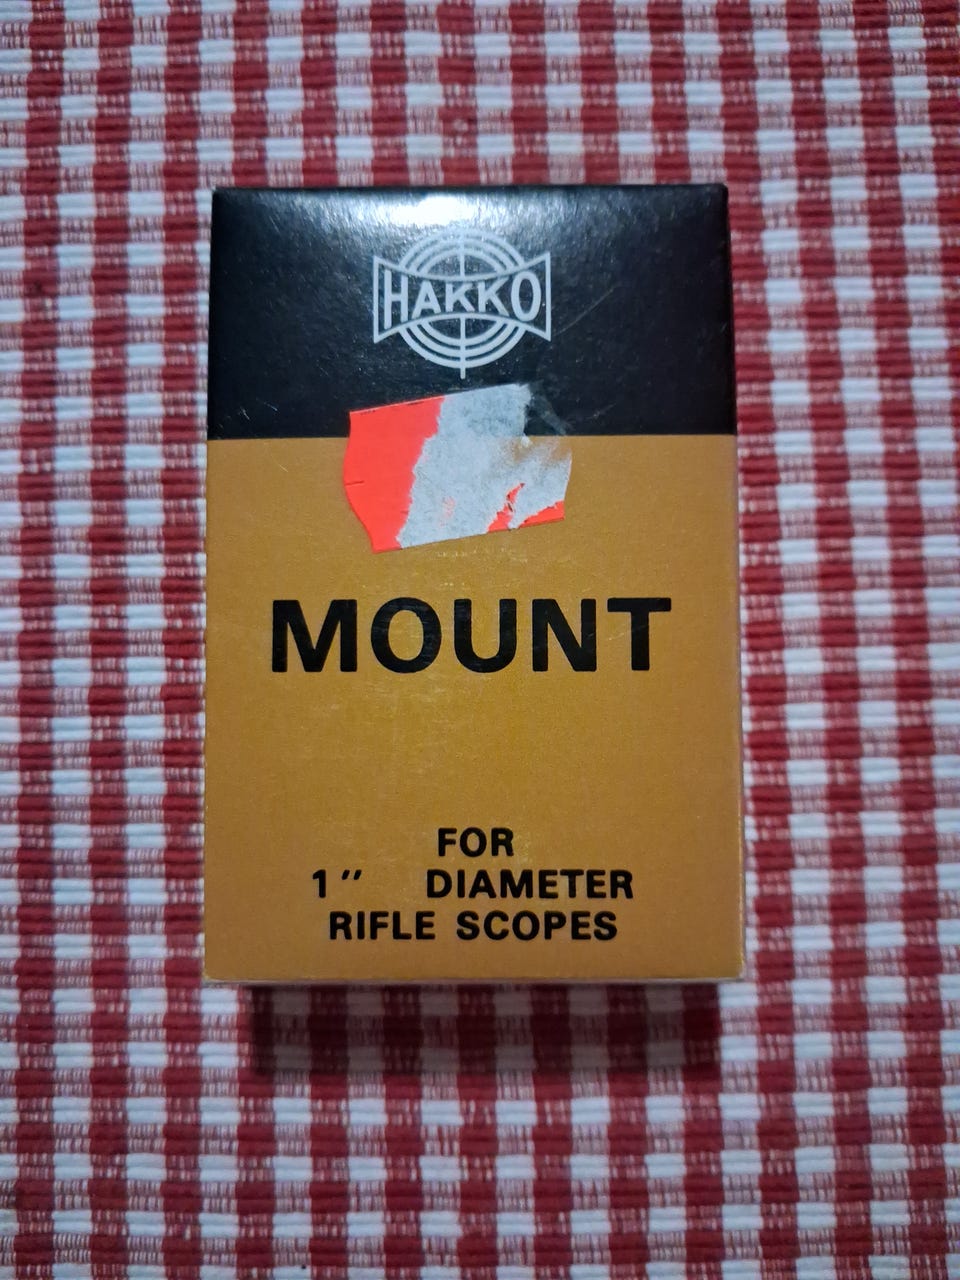 HAKKO
MOUNT
FOR
1″ DIAMETER
RIFLE SCOPES